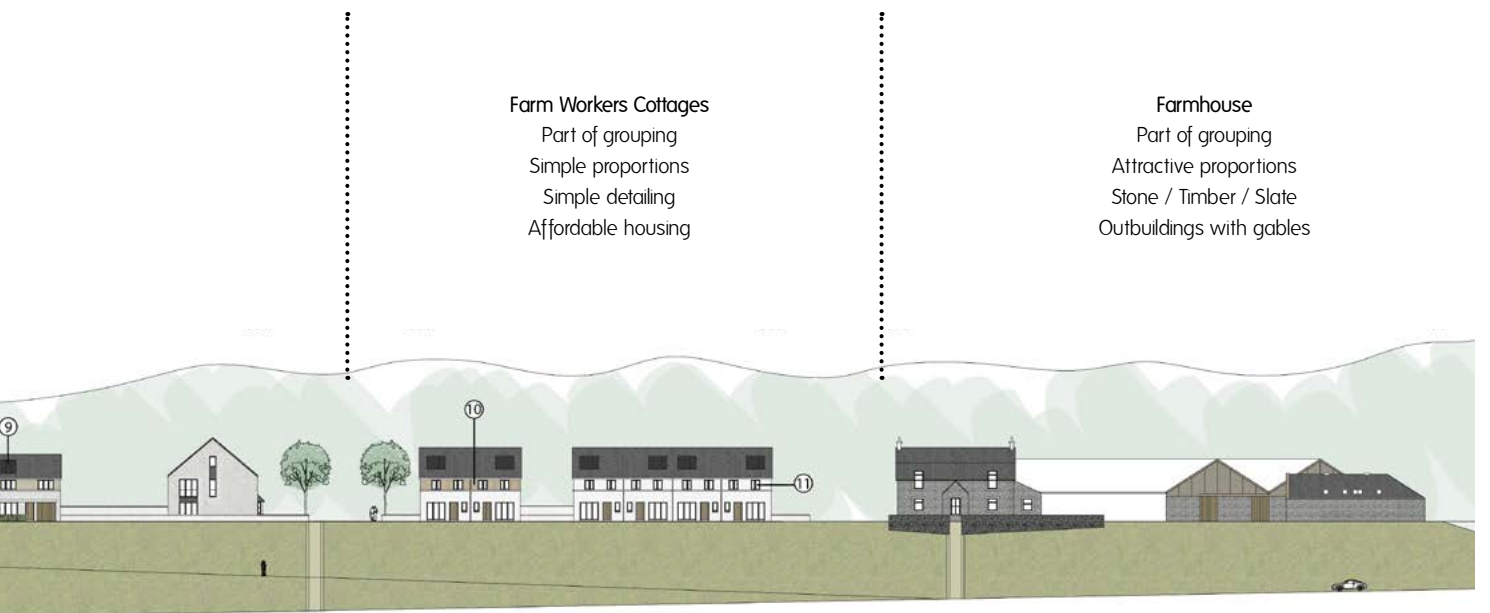 Farm Workers Cottages
Part of grouping
Simple proportions
Simple detailing
Affordable housing
Farmhouse
Part of grouping
Attractive proportions
Stone / Timber / Slate
Outbuildings with gables
9
10
11